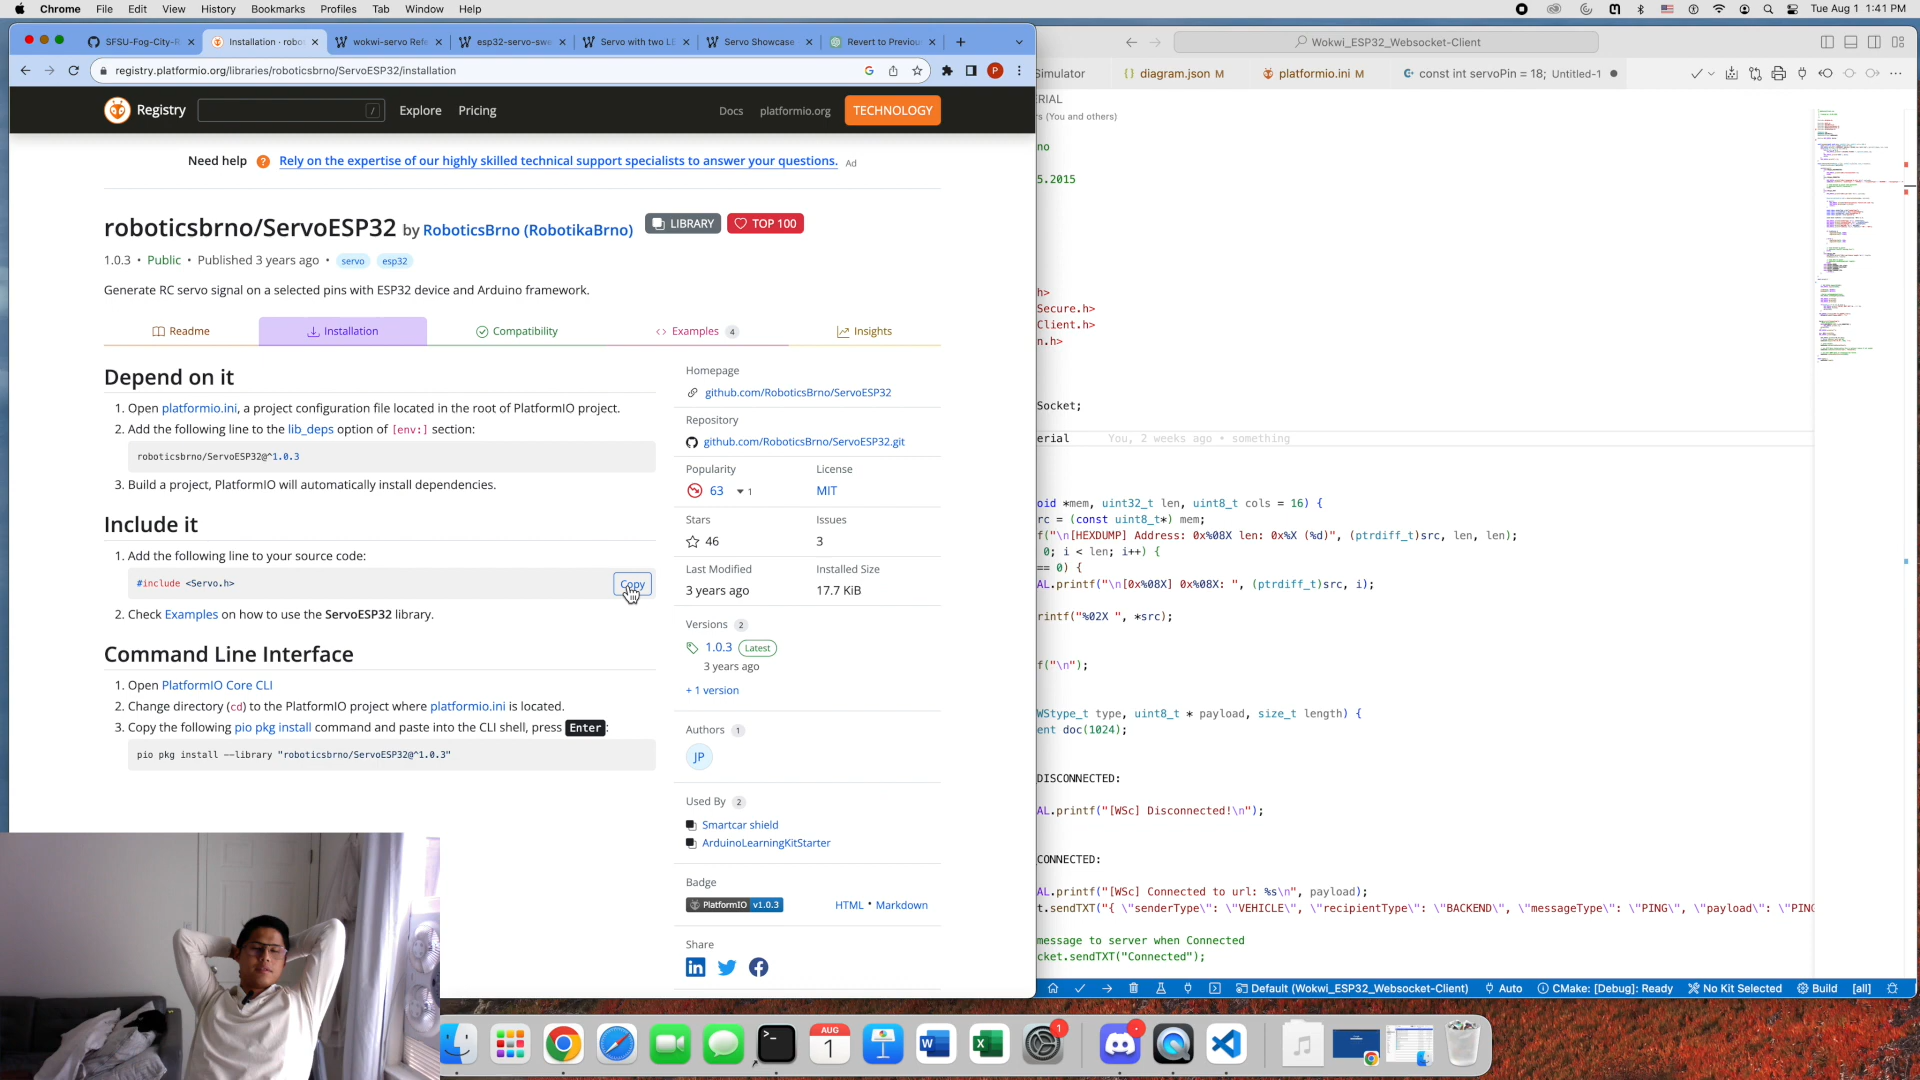 Chrome File Edit View History Bookmarks Profiles Tab Window Help
Tue Aug 1 1:41 PM
SFSU-Fog-City-R
Installation · robo
wokwi-servo Refe
esp32-servo-swe
Servo with two LE
Servo Showcase
Revert to Previou
registry.platformio.org/libraries/roboticsbrno/ServoESP32/installation
Wokwi_ESP32_Websocket-Client
Simulator
diagram.json M
platformio.ini M
const int servoPin = 18; Untitled-1
Registry
/
Explore
Pricing
Docs
platformio.org
TECHNOLOGY
Need help
Rely on the expertise of our highly skilled technical support specialists to answer your questions. Ad
roboticsbrno/ServoESP32 by RoboticsBrno (RobotikaBrno)
LIBRARY
TOP 100
1.0.3 • Public • Published 3 years ago • servo esp32
Generate RC servo signal on a selected pins with ESP32 device and Arduino framework.
Readme
Installation
Compatibility
Examples 4
Insights
Depend on it
1. Open platformio.ini, a project configuration file located in the root of PlatformIO project.
2. Add the following line to the lib_deps option of [env:] section:
roboticsbrno/ServoESP32@^1.0.3
3. Build a project, PlatformIO will automatically install dependencies.
Include it
1. Add the following line to your source code:
#include <Servo.h>
Copy
2. Check Examples on how to use the ServoESP32 library.
Command Line Interface
1. Open PlatformIO Core CLI
2. Change directory (cd) to the PlatformIO project where platformio.ini is located.
3. Copy the following pio pkg install command and paste into the CLI shell, press Enter:
pio pkg install --library "roboticsbrno/ServoESP32@^1.0.3"
Homepage
github.com/RoboticsBrno/ServoESP32
Repository
github.com/RoboticsBrno/ServoESP32.git
Popularity License
63 1 MIT
Stars Issues
46 3
Last Modified Installed Size
3 years ago 17.7 KiB
Versions 2
1.0.3 Latest
3 years ago
+ 1 version
Authors 1
JP
Used By 2
Smartcar shield
ArduinoLearningKitStarter
Badge
PlatformIO v1.0.3 HTML • Markdown
Share
RIAL
rs (You and others)
no
5.2015
h>
Secure.h>
Client.h>
n.h>
Socket;
erial You, 2 weeks ago • something
oid *mem, uint32_t len, uint8_t cols = 16) {
rc = (const uint8_t*) mem;
f("\n[HEXDUMP] Address: 0x%08X len: 0x%X (%d)", (ptrdiff_t)src, len, len);
0; i < len; i++) {
== 0) {
AL.printf("\n[0x%08X] 0x%08X: ", (ptrdiff_t)src, i);
rintf("%02X ", *src);
f("\n");
WStype_t type, uint8_t * payload, size_t length) {
ent doc(1024);
DISCONNECTED:
AL.printf("[WSc] Disconnected!\n");
CONNECTED:
AL.printf("[WSc] Connected to url: %s\n", payload);
t.sendTXT("{ \"senderType\": \"VEHICLE\", \"recipientType\": \"BACKEND\", \"messageType\": \"PING\", \"payload\": \"PING
message to server when Connected
cket.sendTXT("Connected");
Default (Wokwi_ESP32_Websocket-Client) Auto CMake: [Debug]: Ready No Kit Selected Build [all]
AUG
1
1